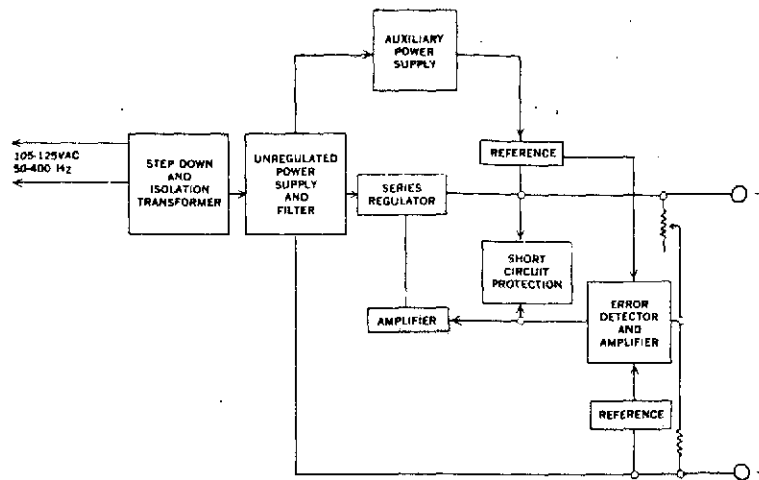 AUXILIARY
POWER
SUPPLY
105-125VAC
50-400 Hz
STEP DOWN
AND
ISOLATION
TRANSFORMER
UNREGULATED
POWER
SUPPLY
AND
FILTER
SERIES
REGULATOR
REFERENCE
SHORT
CIRCUIT
PROTECTION
AMPLIFIER
ERROR
DETECTOR
AND
AMPLIFIER
REFERENCE